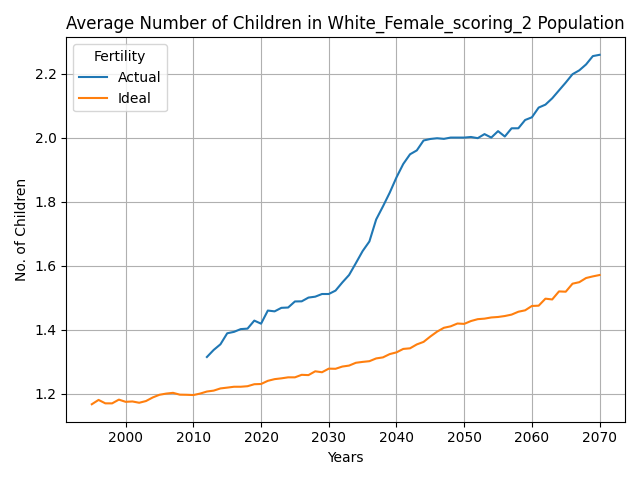 Average Number of Children in White_Female_scoring_2 Population
Fertility
Actual
Ideal
No. of Children
2.2
2.0
1.8
1.6
1.4
1.2
2000 2010 2020 2030 2040 2050 2060 2070
Years